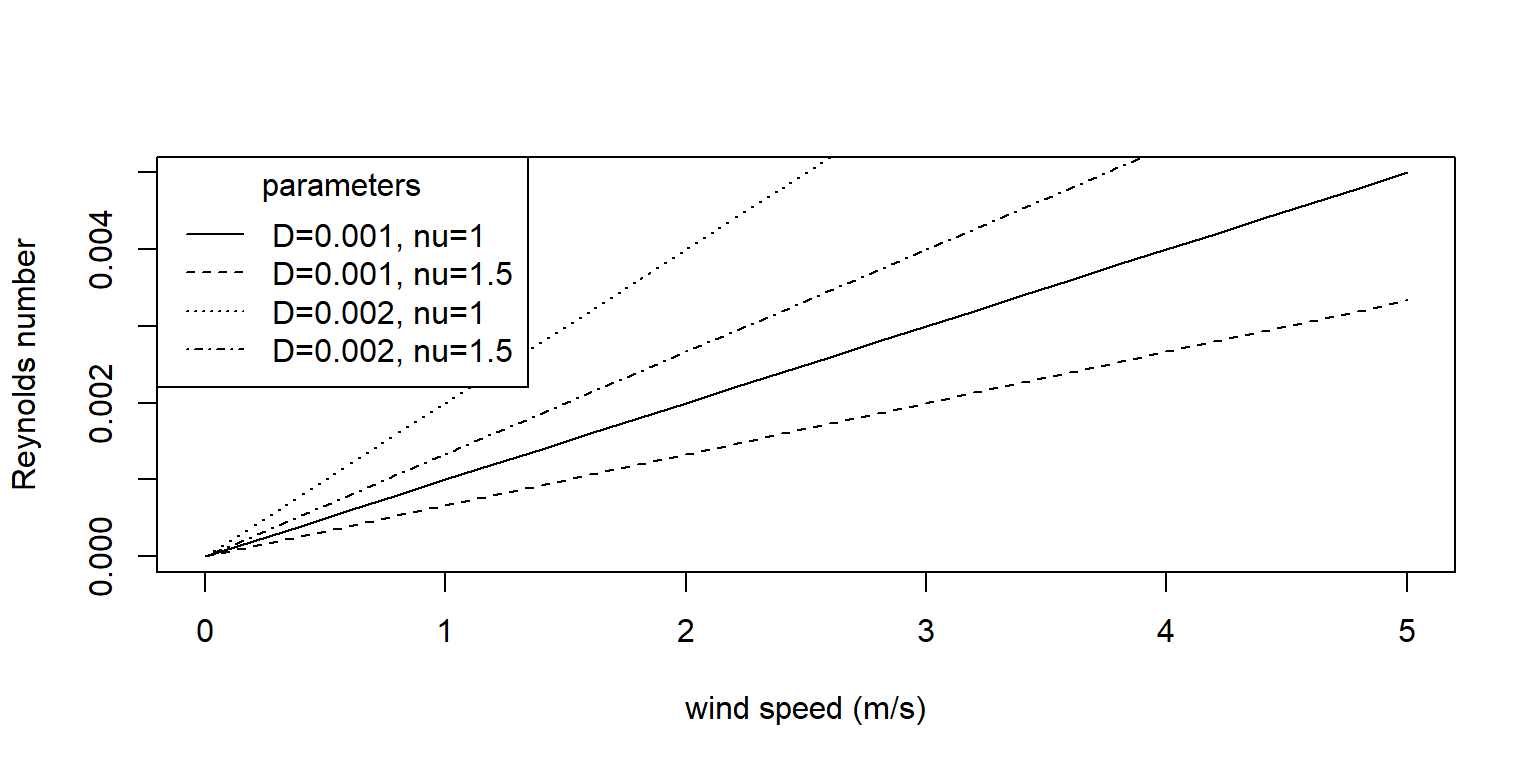 parameters
D=0.001, nu=1
D=0.001, nu=1.5
D=0.002, nu=1
D=0.002, nu=1.5
Reynolds number
0.004
0.002
0.000
0 1 2 3 4 5
wind speed (m/s)